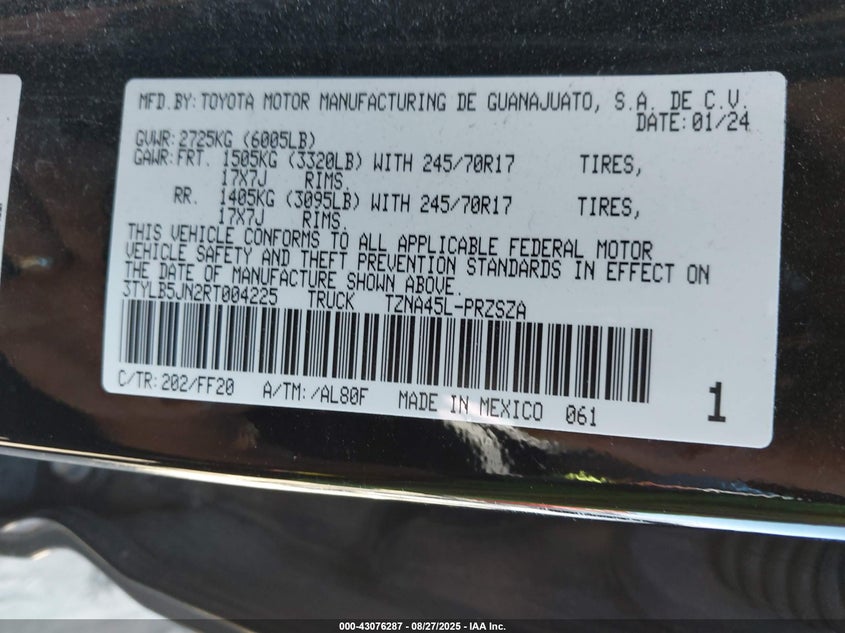 MFD.BY:TOYOTA MOTOR MANUFACTURING DE GUANAJUATO, S.A. DE C.V.
DATE:01/24
GVWR:2725KG (6005LB)
GAWR:FRT. 1505KG (3320LB) WITH 245/70R17 TIRES,
17X7J RIMS.
RR. 1405KG (3095LB) WITH 245/70R17 TIRES,
17X7J RIMS.
THIS VEHICLE CONFORMS TO ALL APPLICABLE FEDERAL MOTOR
VEHICLE SAFETY AND THEFT PREVENTION STANDARDS IN EFFECT ON
THE DATE OF MANUFACTURE SHOWN ABOVE.
3TYLB5JN2RT004225 TRUCK TZNA45L-PRZSZA
C/TR:202/FF20 A/TM:/AL80F MADE IN MEXICO 061
1
000-43076287 - 08/27/2025 - IAA Inc.